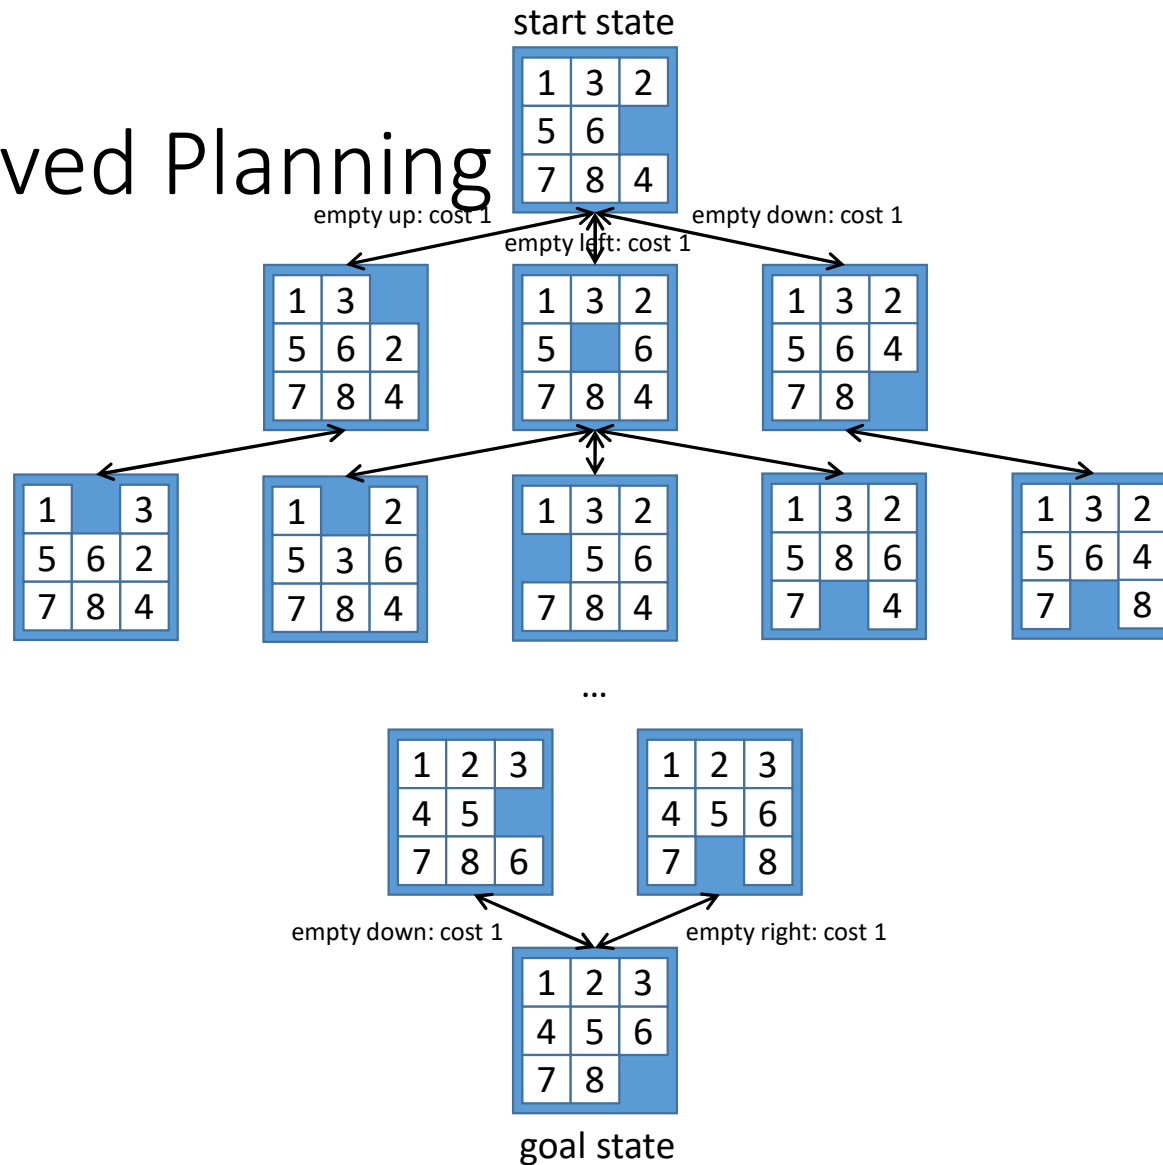 start state
1 3 2
5 6
7 8 4
ved Planning
empty up: cost 1
empty left: cost 1
empty down: cost 1
1 3
5 6 2
7 8 4
1 3 2
5 6
7 8 4
1 3 2
5 6 4
7 8
1 3
5 6 2
7 8 4
1 2
5 3 6
7 8 4
1 3 2
5 6
7 8 4
1 3 2
5 8 6
7 4
1 3 2
5 6 4
7 8
...
1 2 3
4 5
7 8 6
1 2 3
4 5 6
7 8
empty down: cost 1
empty right: cost 1
1 2 3
4 5 6
7 8
goal state